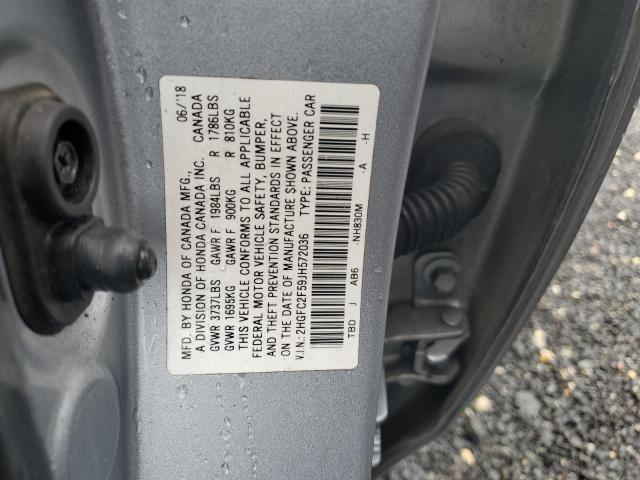 MFD. BY HONDA OF CANADA MFG., 06/'18
A DIVISION OF HONDA CANADA INC. CANADA
GVWR 3737LBS GAWR F 1984LBS R 1786LBS
GVWR 1695KG GAWR F 900KG R 810KG
THIS VEHICLE CONFORMS TO ALL APPLICABLE
FEDERAL MOTOR VEHICLE SAFETY, BUMPER,
AND THEFT PREVENTION STANDARDS IN EFFECT
ON THE DATE OF MANUFACTURE SHOWN ABOVE.
V.I.N.: 2HGFC2F59JH572036 TYPE: PASSENGER CAR
TBD J AB6 -NH830M -A -H